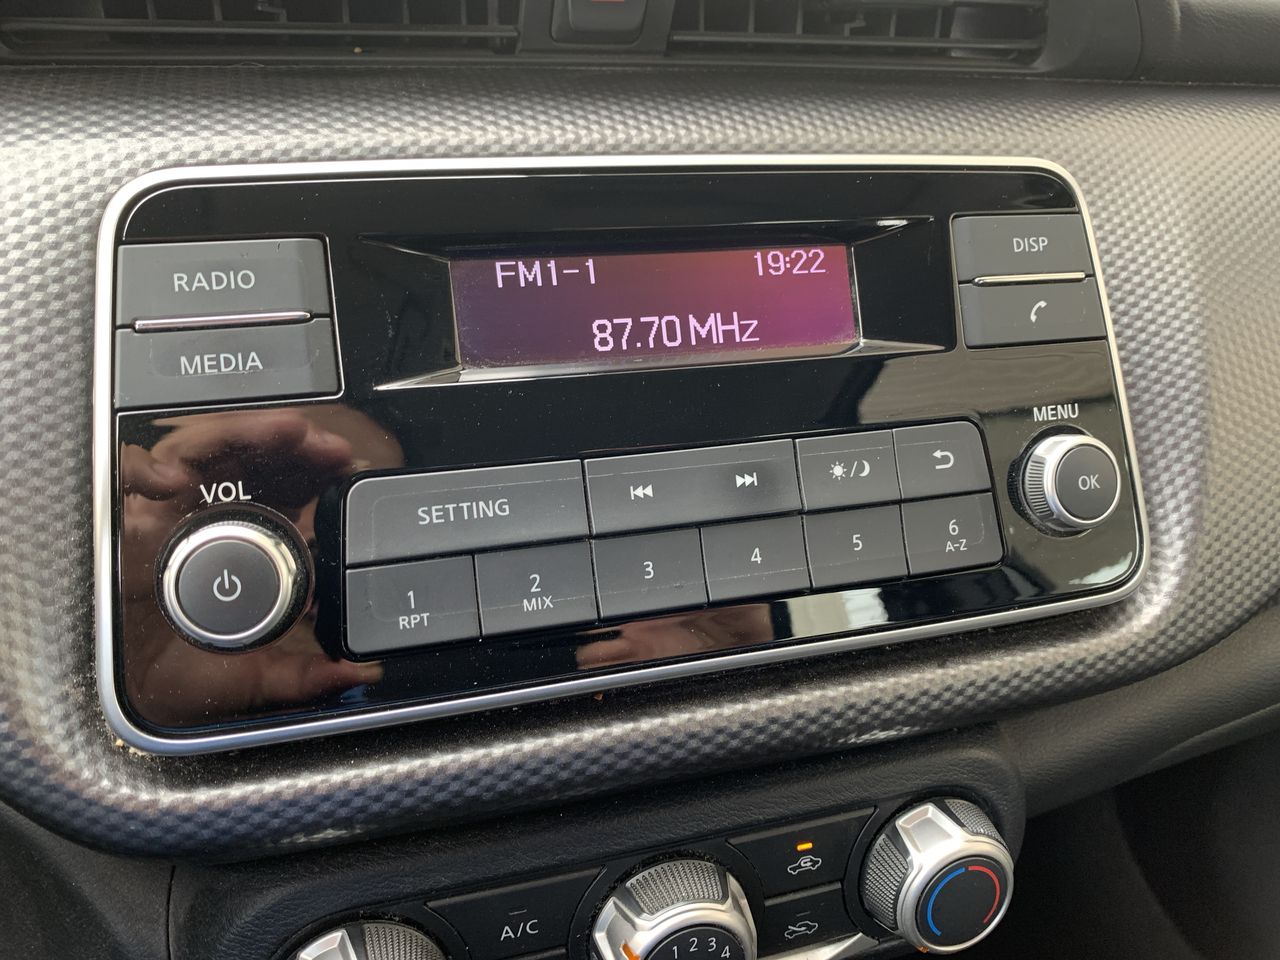 FM1-1 19:22
87.70 MHz
RADIO
MEDIA
DISP
VOL
MENU
OK
SETTING
1
RPT
2
MIX
3
4
5
6
A-Z
A/C
1 2 3 4